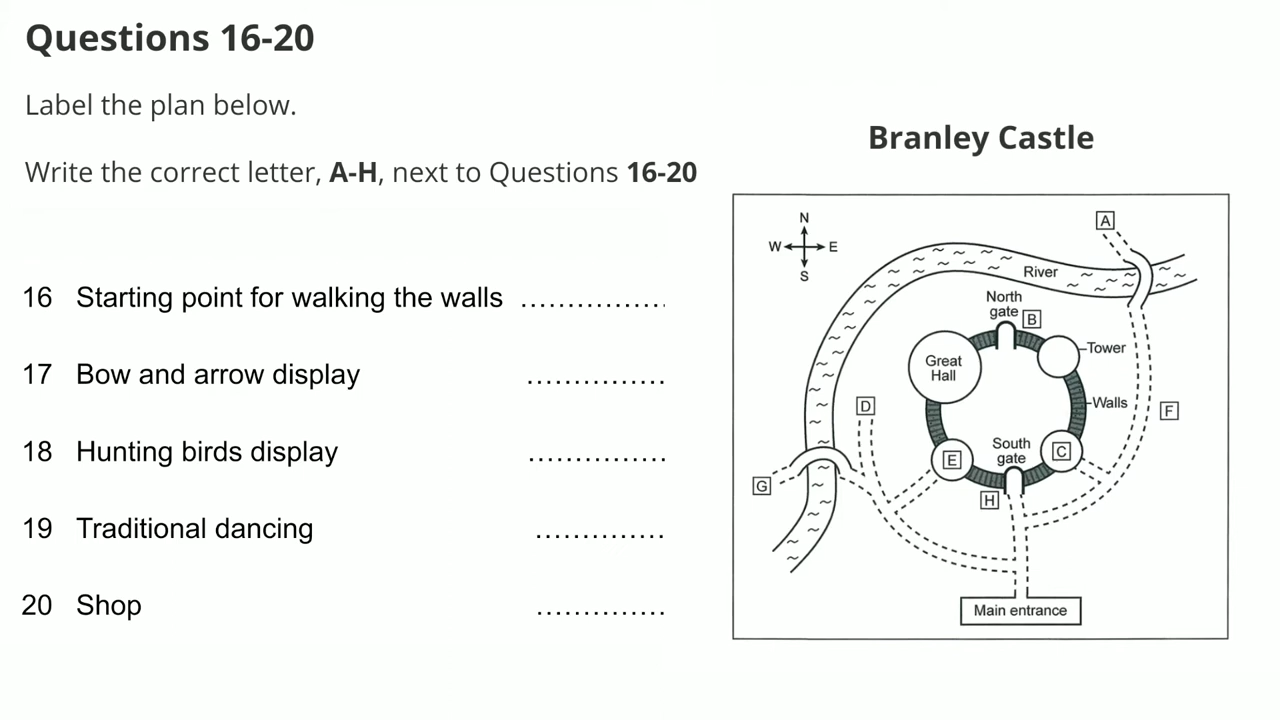 Questions 16-20
Label the plan below.
Write the correct letter, A-H, next to Questions 16-20
16 Starting point for walking the walls ................
17 Bow and arrow display ...............
18 Hunting birds display ...............
19 Traditional dancing ..............
20 Shop ..............
Branley Castle
N
W E
S
A
River
North
gate
B
Great
Hall
Tower
Walls
D
F
South
gate
E
C
G
H
Main entrance